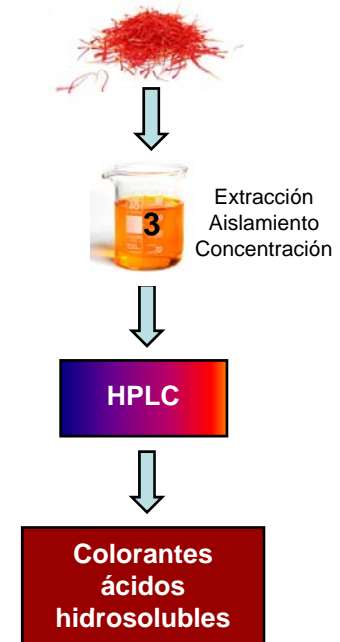 3
Extracción
Aislamiento
Concentración
HPLC
Colorantes
ácidos
hidrosolubles